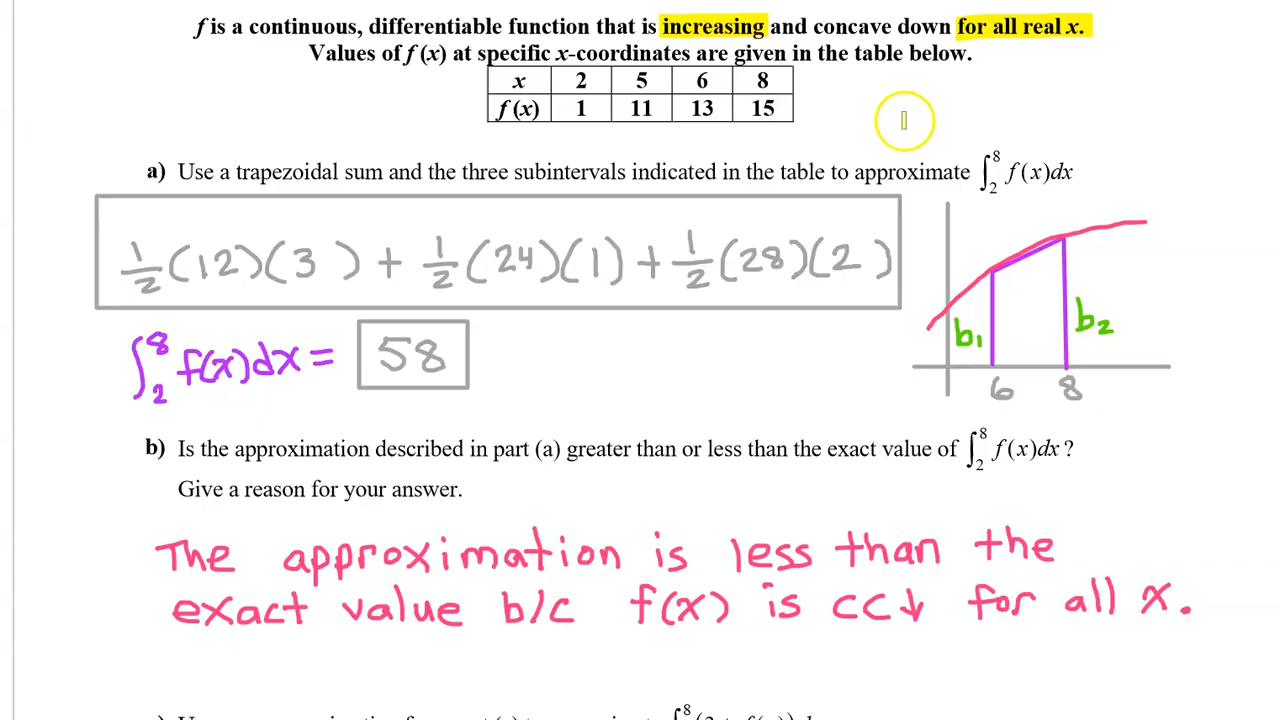 f is a continuous, differentiable function that is increasing and concave down for all real x.
Values of f (x) at specific x-coordinates are given in the table below.
x 2 5 6 8
f (x) 1 11 13 15
a) Use a trapezoidal sum and the three subintervals indicated in the table to approximate ∫₂⁸ f(x)dx
½(12)(3) + ½(24)(1) + ½(28)(2)
b₁ b₂
∫₂⁸ f(x)dx = 58
6 8
b) Is the approximation described in part (a) greater than or less than the exact value of ∫₂⁸ f(x)dx ?
Give a reason for your answer.
The approximation is less than the
exact value b/c f(x) is cc↓ for all x.